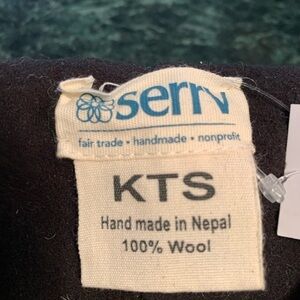 serrv
fair trade • handmade • nonprofit
KTS
Hand made in Nepal
100% Wool